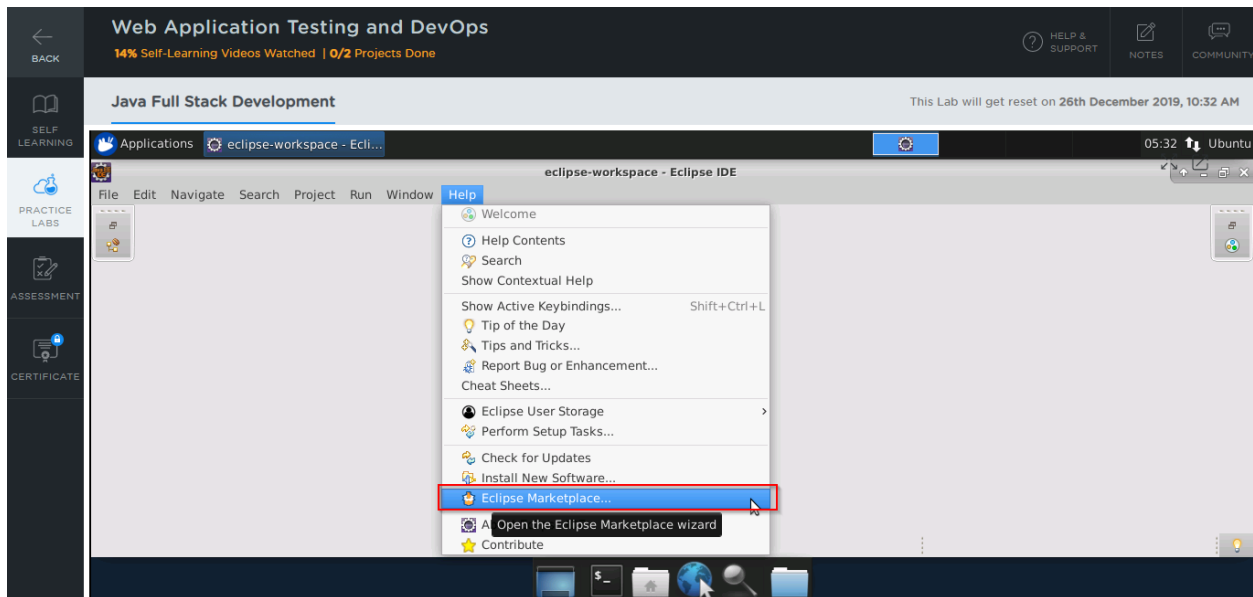 BACK
Web Application Testing and DevOps
14% Self-Learning Videos Watched | 0/2 Projects Done
HELP & SUPPORT
NOTES
COMMUNITY
SELF LEARNING
PRACTICE LABS
ASSESSMENT
CERTIFICATE
Java Full Stack Development
This Lab will get reset on 26th December 2019, 10:32 AM
Applications
eclipse-workspace - Ecli...
05:32
Ubuntu
eclipse-workspace - Eclipse IDE
File Edit Navigate Search Project Run Window Help
Welcome
Help Contents
Search
Show Contextual Help
Show Active Keybindings... Shift+Ctrl+L
Tip of the Day
Tips and Tricks...
Report Bug or Enhancement...
Cheat Sheets...
Eclipse User Storage
Perform Setup Tasks...
Check for Updates
Install New Software...
Eclipse Marketplace...
Open the Eclipse Marketplace wizard
Contribute
$_